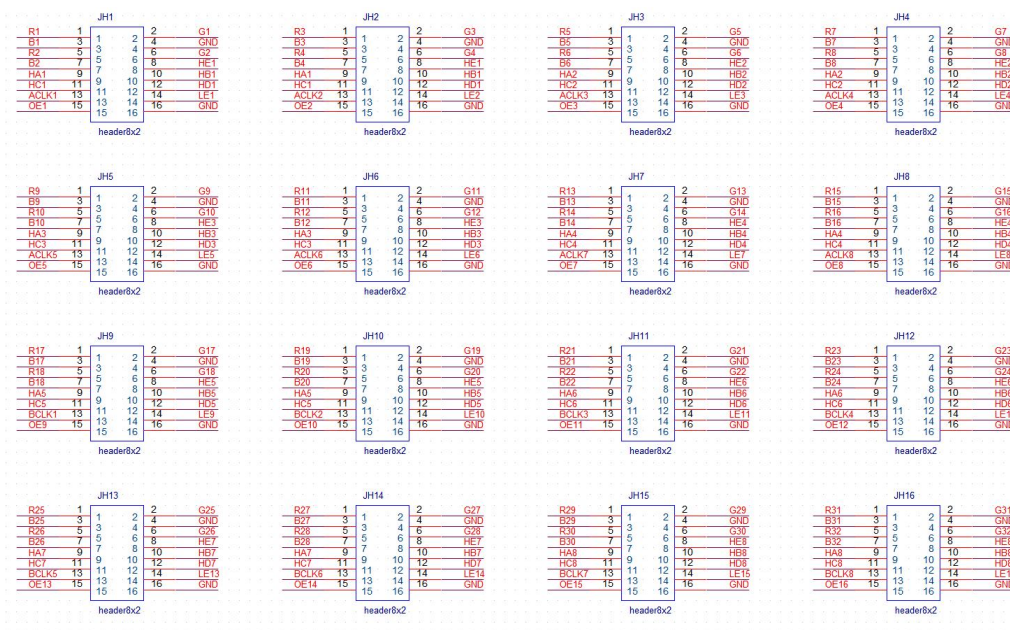 JH1
R1 1 1 2 2 G1
B1 3 3 4 4 GND
R2 5 5 6 6 G2
B2 7 7 8 8 HE1
HA1 9 9 10 10 HB1
HC1 11 11 12 12 HD1
ACLK1 13 13 14 14 LE1
OE1 15 15 16 16 GND
header8x2
JH2
R3 1 1 2 2 G3
B3 3 3 4 4 GND
R4 5 5 6 6 G4
B4 7 7 8 8 HE1
HA1 9 9 10 10 HB1
HC1 11 11 12 12 HD1
ACLK2 13 13 14 14 LE2
OE2 15 15 16 16 GND
header8x2
JH3
R5 1 1 2 2 G5
B5 3 3 4 4 GND
R6 5 5 6 6 G6
B6 7 7 8 8 HE2
HA2 9 9 10 10 HB2
HC2 11 11 12 12 HD2
ACLK3 13 13 14 14 LE3
OE3 15 15 16 16 GND
header8x2
JH4
R7 1 1 2 2 G7
B7 3 3 4 4 GND
R8 5 5 6 6 G8
B8 7 7 8 8 HE2
HA2 9 9 10 10 HB2
HC2 11 11 12 12 HD2
ACLK4 13 13 14 14 LE4
OE4 15 15 16 16 GND
header8x2
JH5
R9 1 1 2 2 G9
B9 3 3 4 4 GND
R10 5 5 6 6 G10
B10 7 7 8 8 HE3
HA3 9 9 10 10 HB3
HC3 11 11 12 12 HD3
ACLK5 13 13 14 14 LE5
OE5 15 15 16 16 GND
header8x2
JH6
R11 1 1 2 2 G11
B11 3 3 4 4 GND
R12 5 5 6 6 G12
B12 7 7 8 8 HE3
HA3 9 9 10 10 HB3
HC3 11 11 12 12 HD3
ACLK6 13 13 14 14 LE6
OE6 15 15 16 16 GND
header8x2
JH7
R13 1 1 2 2 G13
B13 3 3 4 4 GND
R14 5 5 6 6 G14
B14 7 7 8 8 HE4
HA4 9 9 10 10 HB4
HC4 11 11 12 12 HD4
ACLK7 13 13 14 14 LE7
OE7 15 15 16 16 GND
header8x2
JH8
R15 1 1 2 2 G15
B15 3 3 4 4 GND
R16 5 5 6 6 G16
B16 7 7 8 8 HE4
HA4 9 9 10 10 HB4
HC4 11 11 12 12 HD4
ACLK8 13 13 14 14 LE8
OE8 15 15 16 16 GND
header8x2
JH9
R17 1 1 2 2 G17
B17 3 3 4 4 GND
R18 5 5 6 6 G18
B18 7 7 8 8 HE5
HA5 9 9 10 10 HB5
HC5 11 11 12 12 HD5
BCLK1 13 13 14 14 LE9
OE9 15 15 16 16 GND
header8x2
JH10
R19 1 1 2 2 G19
B19 3 3 4 4 GND
R20 5 5 6 6 G20
B20 7 7 8 8 HE5
HA5 9 9 10 10 HB5
HC5 11 11 12 12 HD5
BCLK2 13 13 14 14 LE10
OE10 15 15 16 16 GND
header8x2
JH11
R21 1 1 2 2 G21
B21 3 3 4 4 GND
R22 5 5 6 6 G22
B22 7 7 8 8 HE6
HA6 9 9 10 10 HB6
HC6 11 11 12 12 HD6
BCLK3 13 13 14 14 LE11
OE11 15 15 16 16 GND
header8x2
JH12
R23 1 1 2 2 G23
B23 3 3 4 4 GND
R24 5 5 6 6 G24
B24 7 7 8 8 HE6
HA6 9 9 10 10 HB6
HC6 11 11 12 12 HD6
BCLK4 13 13 14 14
OE12 15 15 16 16 GND
header8x2
JH13
R25 1 1 2 2 G25
B25 3 3 4 4 GND
R26 5 5 6 6 G26
B26 7 7 8 8 HE7
HA7 9 9 10 10 HB7
HC7 11 11 12 12 HD7
BCLK5 13 13 14 14 LE13
OE13 15 15 16 16 GND
header8x2
JH14
R27 1 1 2 2 G27
B27 3 3 4 4 GND
R28 5 5 6 6 G28
B28 7 7 8 8 HE7
HA7 9 9 10 10 HB7
HC7 11 11 12 12 HD7
BCLK6 13 13 14 14 LE14
OE14 15 15 16 16 GND
header8x2
JH15
R29 1 1 2 2 G29
B29 3 3 4 4 GND
R30 5 5 6 6 G30
B30 7 7 8 8 HE8
HA8 9 9 10 10 HB8
HC8 11 11 12 12 HD8
BCLK7 13 13 14 14 LE15
OE15 15 15 16 16 GND
header8x2
JH16
R31 1 1 2 2 G31
B31 3 3 4 4 GND
R32 5 5 6 6 G32
B32 7 7 8 8 HE8
HA8 9 9 10 10 HB8
HC8 11 11 12 12 HD8
BCLK8 13 13 14 14
OE16 15 15 16 16 GND
header8x2